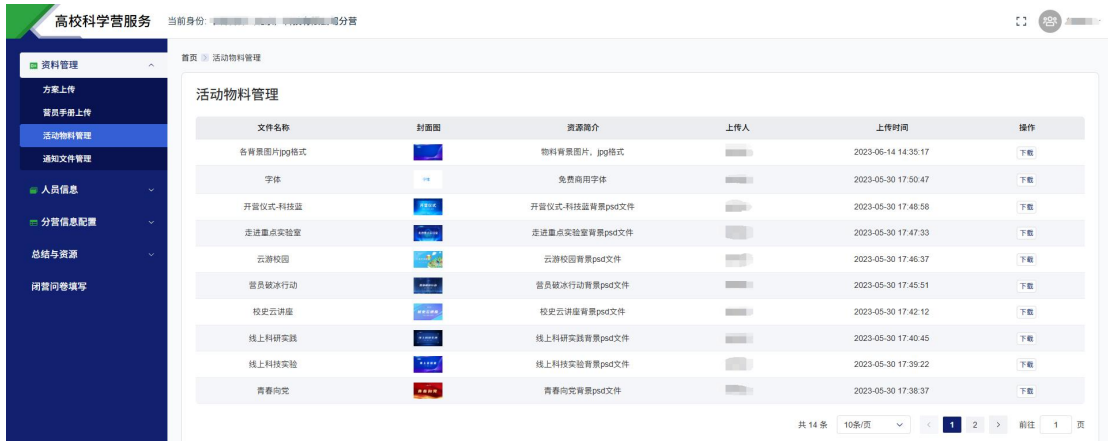 高校科学营服务 当前身份: 分营
资料管理
方案上传
营员手册上传
活动物料管理
通知文件管理
人员信息
分营信息配置
总结与资源
闭营问卷填写
首页 活动物料管理
活动物料管理
文件名称 封面图 资源简介 上传人 上传时间 操作
各背景图片jpg格式 物料背景图片，jpg格式 2023-06-14 14:35:17 下载
字体 免费商用字体 2023-05-30 17:50:47 下载
开营仪式-科技蓝 开营仪式-科技蓝背景psd文件 2023-05-30 17:48:58 下载
走进重点实验室 走进重点实验室背景psd文件 2023-05-30 17:47:33 下载
云游校园 云游校园背景psd文件 2023-05-30 17:46:37 下载
营员破冰行动 营员破冰行动背景psd文件 2023-05-30 17:45:51 下载
校史云讲座 校史云讲座背景psd文件 2023-05-30 17:42:12 下载
线上科研实践 线上科研实践背景psd文件 2023-05-30 17:40:45 下载
线上科技实验 线上科技实验背景psd文件 2023-05-30 17:39:22 下载
青春向党 青春向党背景psd文件 2023-05-30 17:38:37 下载
共 14 条 10条/页 1 2 前往 1 页